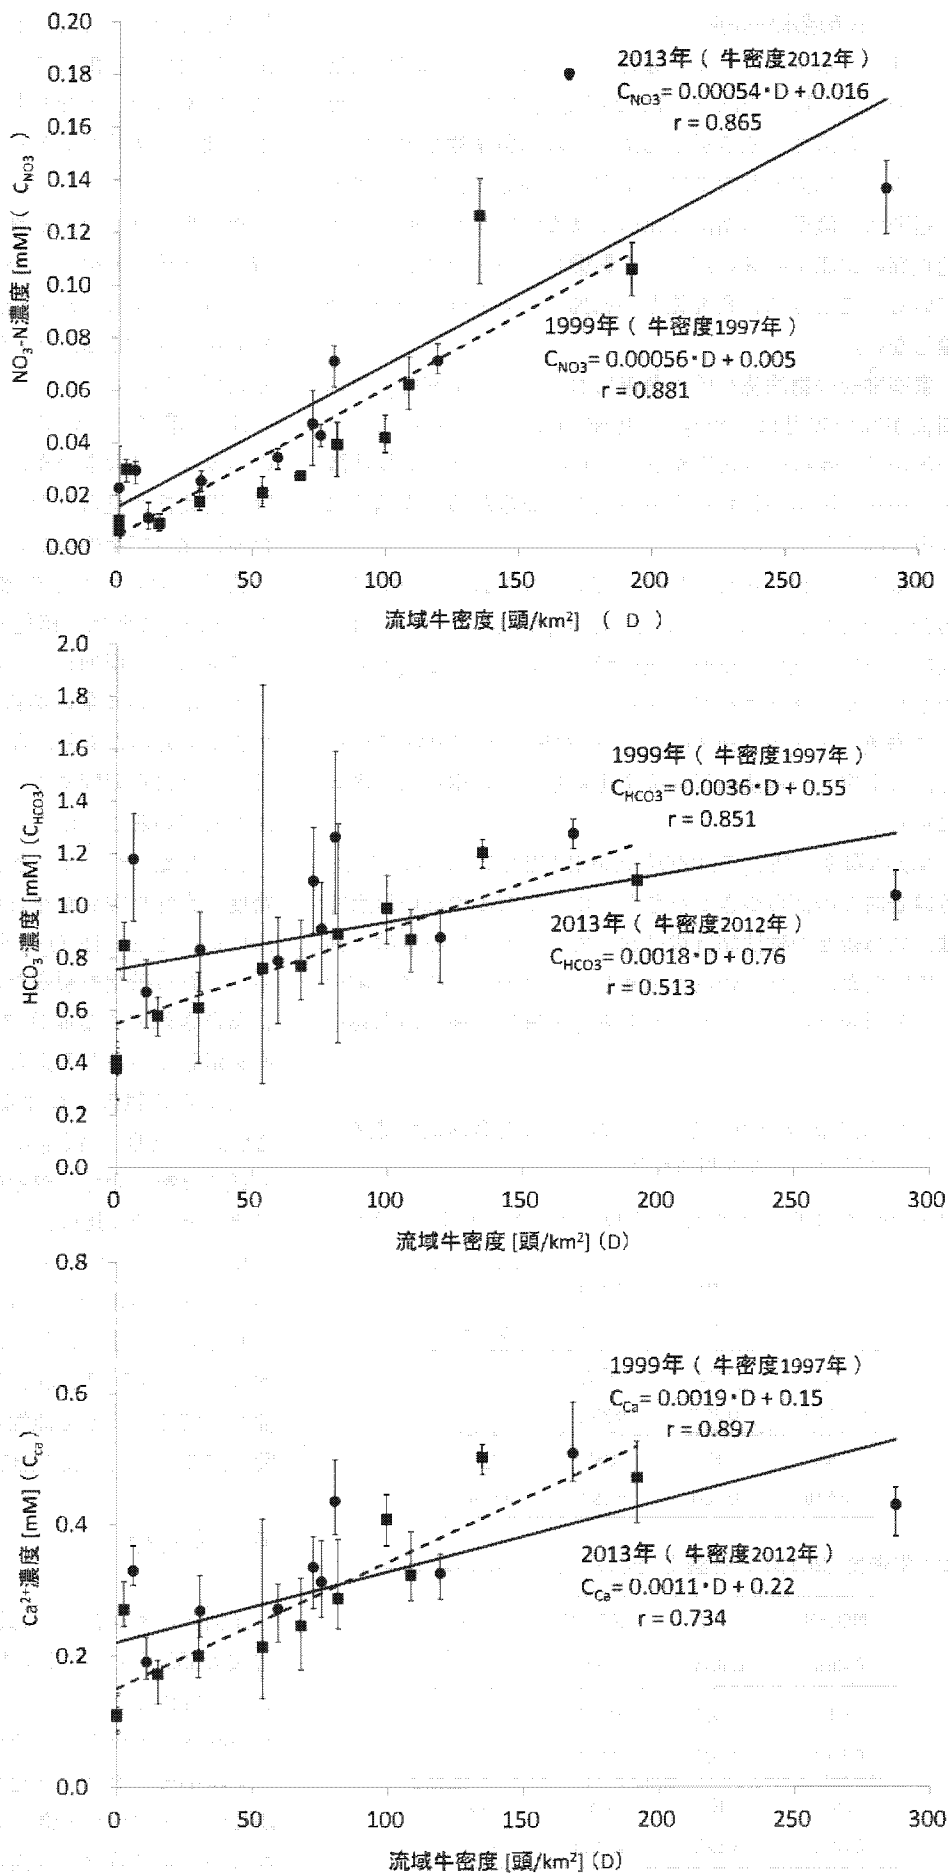 0.20
0.18
0.16
0.14
0.12
0.10
0.08
0.06
0.04
0.02
0.00
NO₃-N濃度 [mM] ( C_NO3 )
2013年 ( 牛密度2012年 )
C_NO3= 0.00054・D + 0.016
r = 0.865
1999年 ( 牛密度1997年 )
C_NO3= 0.00056・D + 0.005
r = 0.881
0 50 100 150 200 250 300
流域牛密度 [頭/km²] ( D )
2.0
1.8
1.6
1.4
1.2
1.0
0.8
0.6
0.4
0.2
0.0
HCO₃⁻濃度 [mM] (C_HCO3)
1999年 ( 牛密度1997年 )
C_HCO3= 0.0036・D + 0.55
r = 0.851
2013年 ( 牛密度2012年 )
C_HCO3= 0.0018・D + 0.76
r = 0.513
0 50 100 150 200 250 300
流域牛密度 [頭/km²] (D)
0.8
0.6
0.4
0.2
0.0
Ca²⁺濃度 [mM] ( C_Ca )
1999年 ( 牛密度1997年 )
C_Ca= 0.0019・D + 0.15
r = 0.897
2013年 ( 牛密度2012年 )
C_Ca= 0.0011・D + 0.22
r = 0.734
0 50 100 150 200 250 300
流域牛密度 [頭/km²] (D)